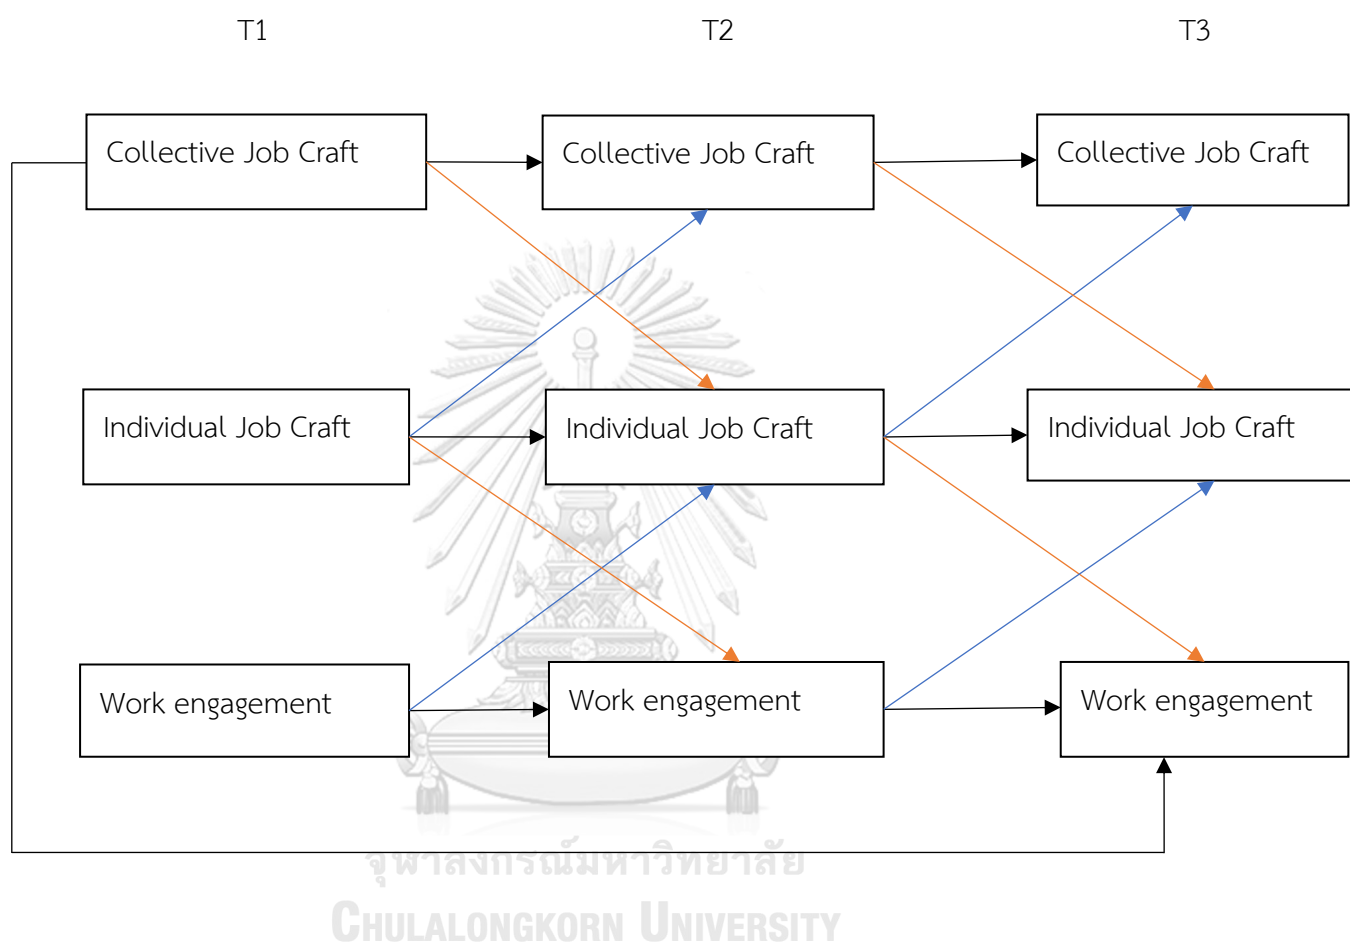 T1 T2 T3
Collective Job Craft Collective Job Craft Collective Job Craft
Individual Job Craft Individual Job Craft Individual Job Craft
Work engagement Work engagement Work engagement
จุฬาลงกรณ์มหาวิทยาลัย
CHULALONGKORN UNIVERSITY